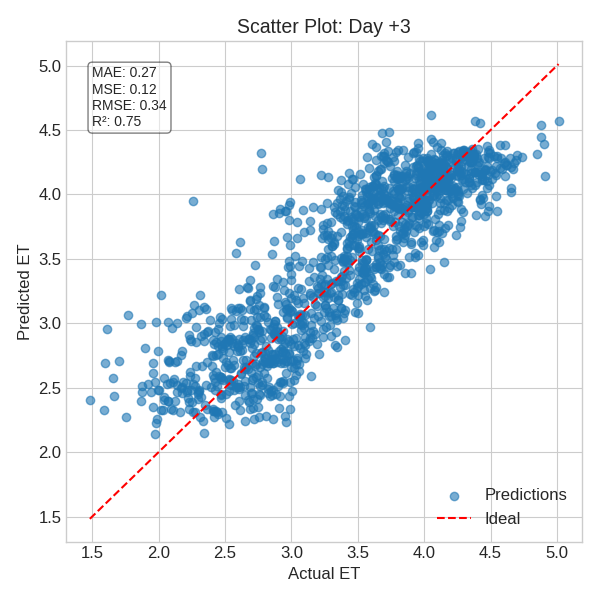 Scatter Plot: Day +3
MAE: 0.27
MSE: 0.12
RMSE: 0.34
R²: 0.75
5.0
4.5
4.0
3.5
3.0
2.5
2.0
1.5
Predicted ET
Predictions
Ideal
1.5 2.0 2.5 3.0 3.5 4.0 4.5 5.0
Actual ET